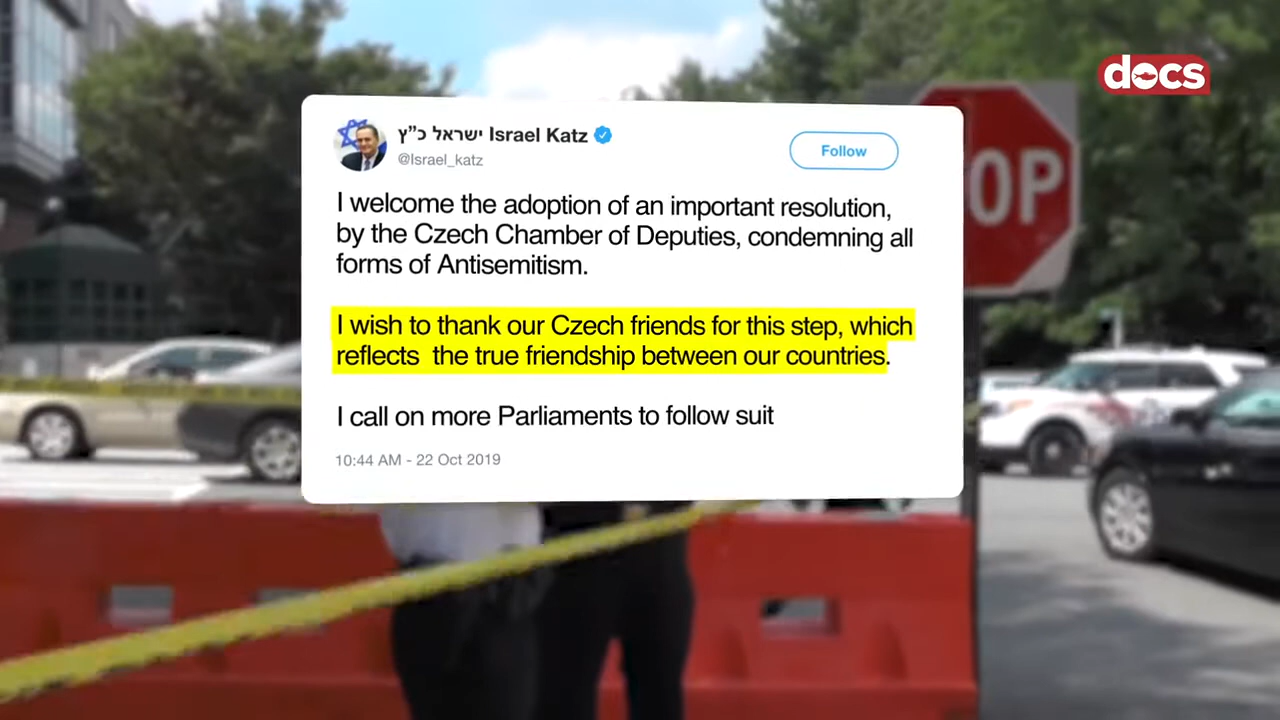 docs
ישראל כ”ץ Israel Katz
@Israel_katz
Follow
I welcome the adoption of an important resolution,
by the Czech Chamber of Deputies, condemning all
forms of Antisemitism.
I wish to thank our Czech friends for this step, which
reflects the true friendship between our countries.
I call on more Parliaments to follow suit
10:44 AM - 22 Oct 2019
OP